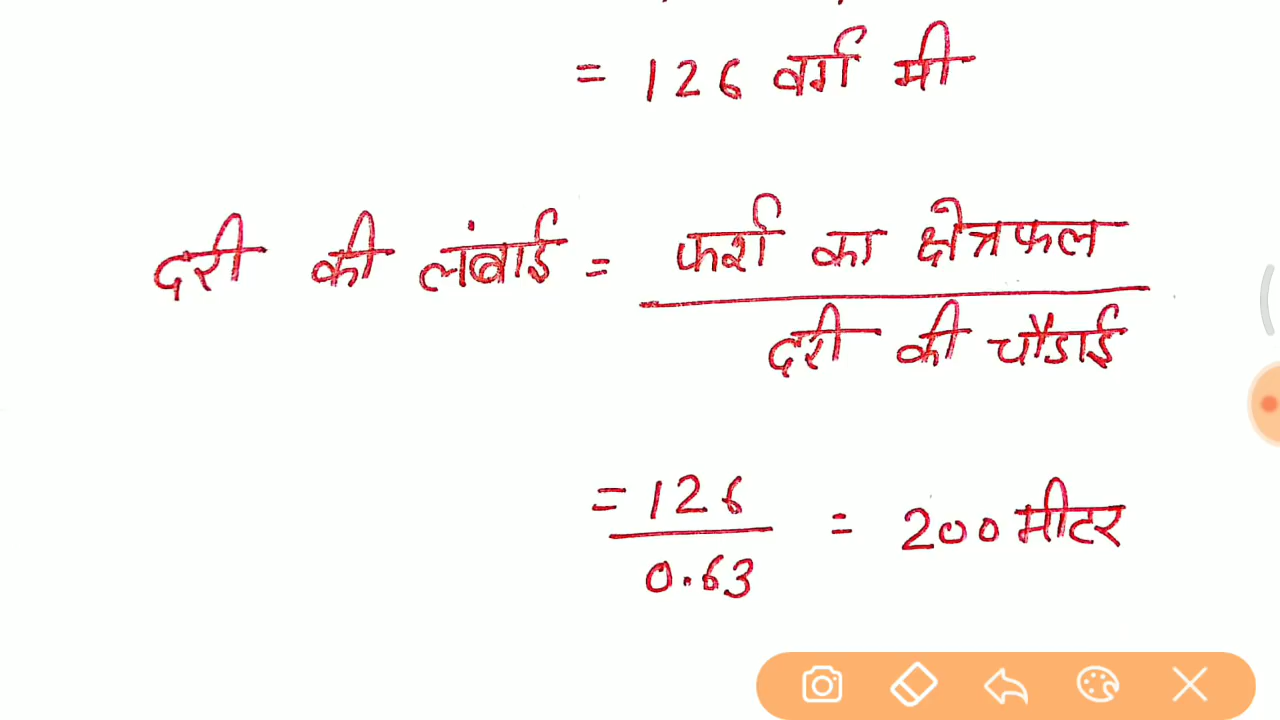 = 126 वर्ग मी
दरी की लंबाई = फर्श का क्षेत्रफल
दरी की चौडाई
= 126
0.63
= 200 मीटर